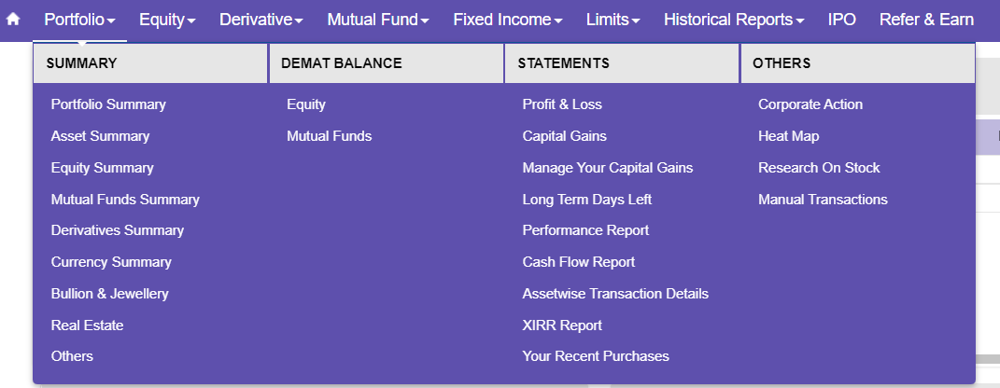 Portfolio Equity Derivative Mutual Fund Fixed Income Limits Historical Reports IPO Refer & Earn
SUMMARY
Portfolio Summary
Asset Summary
Equity Summary
Mutual Funds Summary
Derivatives Summary
Currency Summary
Bullion & Jewellery
Real Estate
Others
DEMAT BALANCE
Equity
Mutual Funds
STATEMENTS
Profit & Loss
Capital Gains
Manage Your Capital Gains
Long Term Days Left
Performance Report
Cash Flow Report
Assetwise Transaction Details
XIRR Report
Your Recent Purchases
OTHERS
Corporate Action
Heat Map
Research On Stock
Manual Transactions